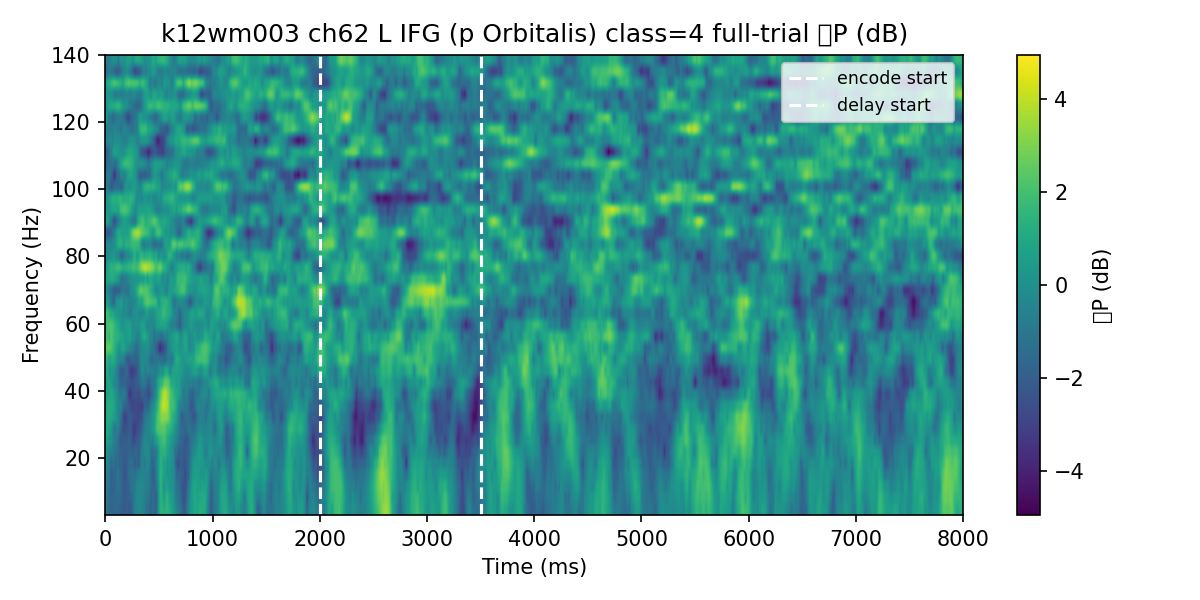 k12wm003 ch62 L IFG (p Orbitalis) class=4 full-trial ▯P (dB)
encode start
delay start
140
120
100
80
60
40
20
Frequency (Hz)
0 1000 2000 3000 4000 5000 6000 7000 8000
Time (ms)
4
2
0
−2
−4
▯P (dB)